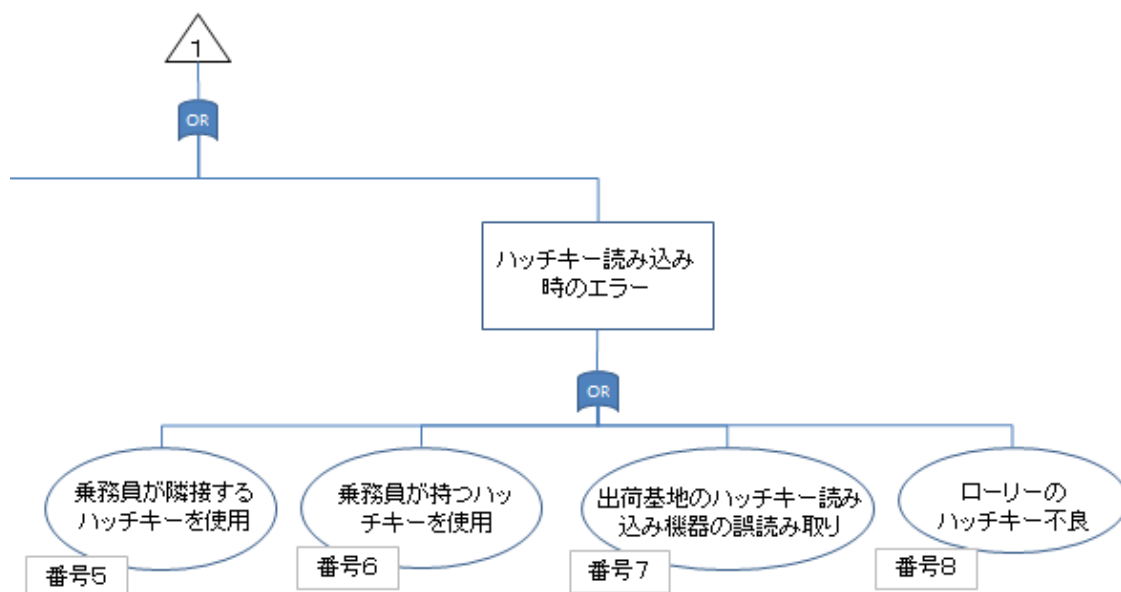 1
OR
ハッチキー読み込み
時のエラー
OR
乗務員が隣接する
ハッチキーを使用
番号5
乗務員が持つハッ
チキーを使用
番号6
出荷基地のハッチキー読み
込み機器の誤読み取り
番号7
ローリーの
ハッチキー不良
番号8